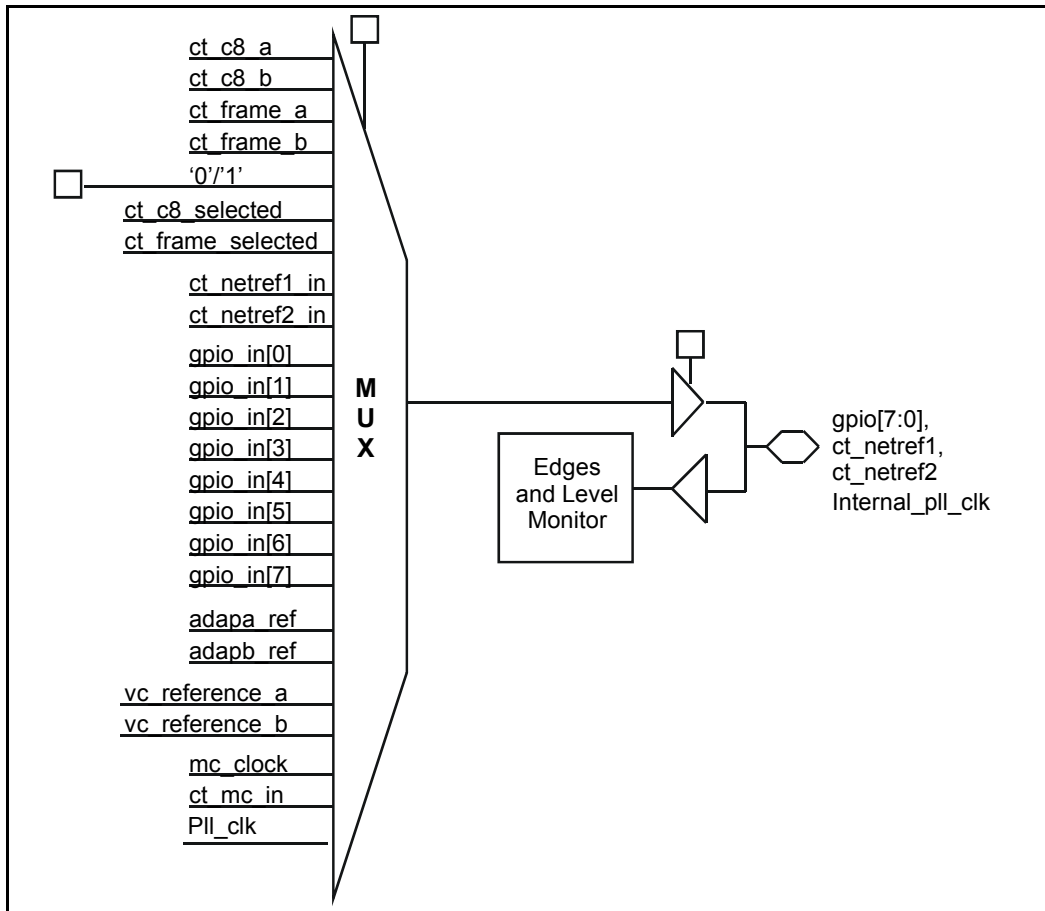 ct_c8_a
ct_c8_b
ct_frame_a
ct_frame_b
‘0’/’1’
ct_c8_selected
ct_frame_selected
ct_netref1_in
ct_netref2_in
gpio_in[0]
gpio_in[1]
gpio_in[2]
gpio_in[3]
gpio_in[4]
gpio_in[5]
gpio_in[6]
gpio_in[7]
adapa_ref
adapb_ref
vc_reference_a
vc_reference_b
mc_clock
ct_mc_in
Pll_clk
M
U
X
Edges
and Level
Monitor
gpio[7:0],
ct_netref1,
ct_netref2
Internal_pll_clk